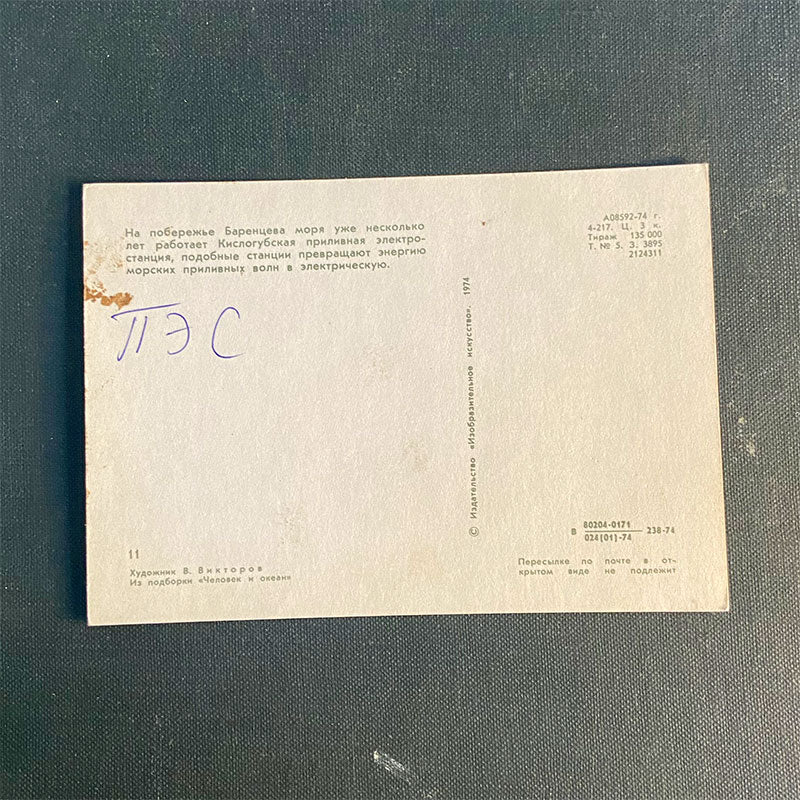 На побережье Баренцева моря уже несколько
лет работает Кислогубская приливная электро-
станция, подобные станции превращают энергию
морских приливных волн в электрическую.
ПЭС
11
Художник В. Викторов
Из подборки «Человек и океан»
© Издательство «Изобразительное искусство». 1974
А08592-74 г.
4-217. Ц. 3 к.
Тираж 135 000
Т. № 5. З. 3895
2124311
В 80204-0171 238-74
024(01)-74
Пересылке по почте в от-
крытом виде не подлежит